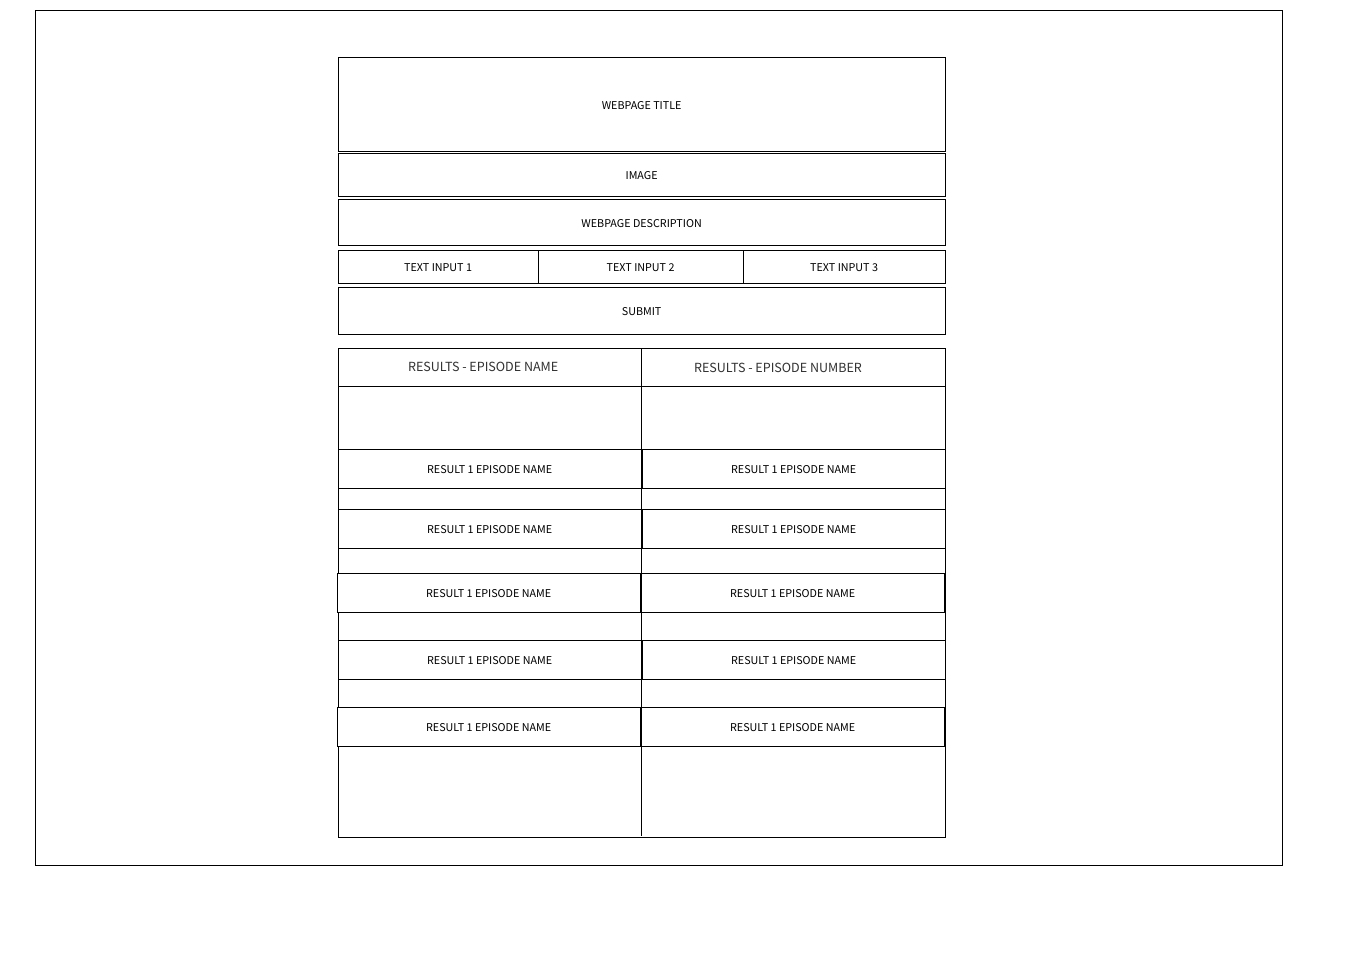 WEBPAGE TITLE
IMAGE
WEBPAGE DESCRIPTION
TEXT INPUT 1
TEXT INPUT 2
TEXT INPUT 3
SUBMIT
RESULTS - EPISODE NAME
RESULTS - EPISODE NUMBER
RESULT 1 EPISODE NAME
RESULT 1 EPISODE NAME
RESULT 1 EPISODE NAME
RESULT 1 EPISODE NAME
RESULT 1 EPISODE NAME
RESULT 1 EPISODE NAME
RESULT 1 EPISODE NAME
RESULT 1 EPISODE NAME
RESULT 1 EPISODE NAME
RESULT 1 EPISODE NAME